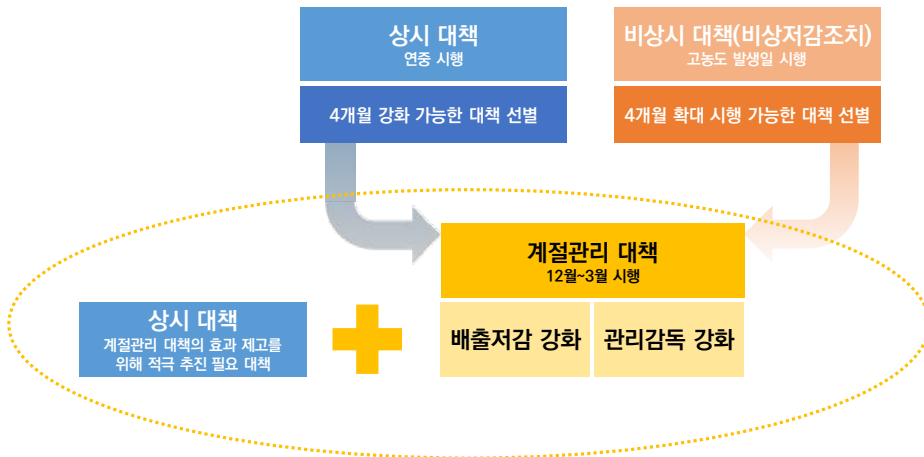 상시 대책
연중 시행
4개월 강화 가능한 대책 선별
비상시 대책(비상저감조치)
고농도 발생일 시행
4개월 확대 시행 가능한 대책 선별
계절관리 대책
12월~3월 시행
배출저감 강화
관리감독 강화
상시 대책
계절관리 대책의 효과 제고를
위해 적극 추진 필요 대책